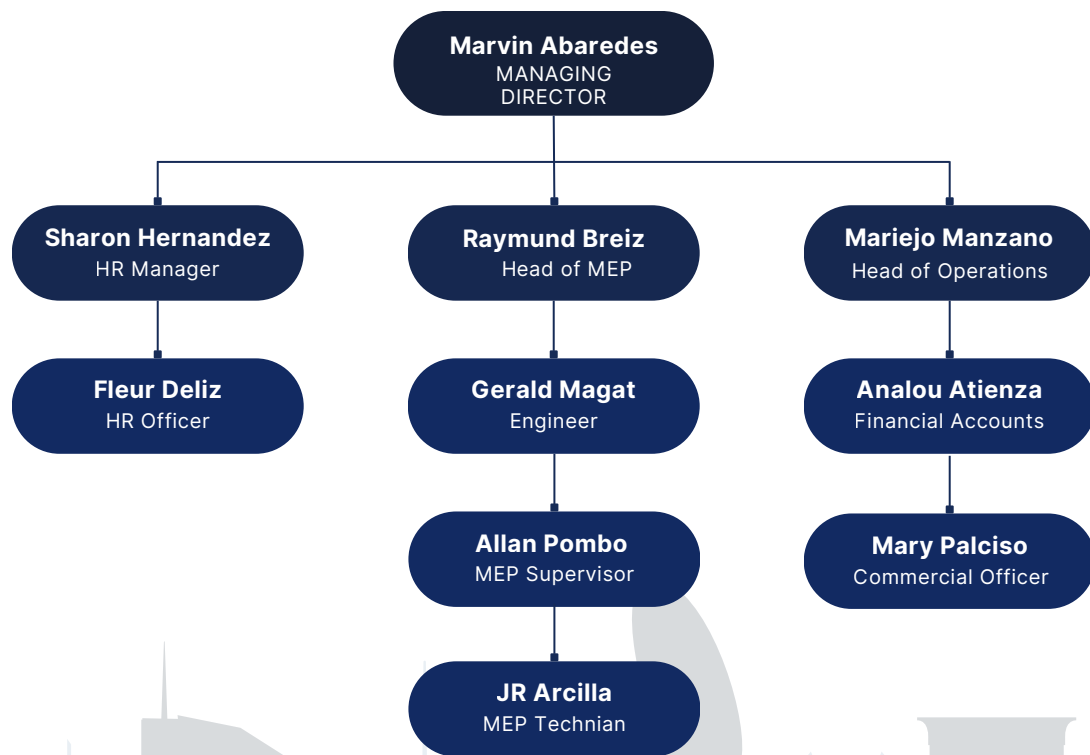 Marvin Abaredes
MANAGING
DIRECTOR
Sharon Hernandez
HR Manager
Raymund Breiz
Head of MEP
Mariejo Manzano
Head of Operations
Fleur Deliz
HR Officer
Gerald Magat
Engineer
Analou Atienza
Financial Accounts
Allan Pombo
MEP Supervisor
Mary Palciso
Commercial Officer
JR Arcilla
MEP Technian